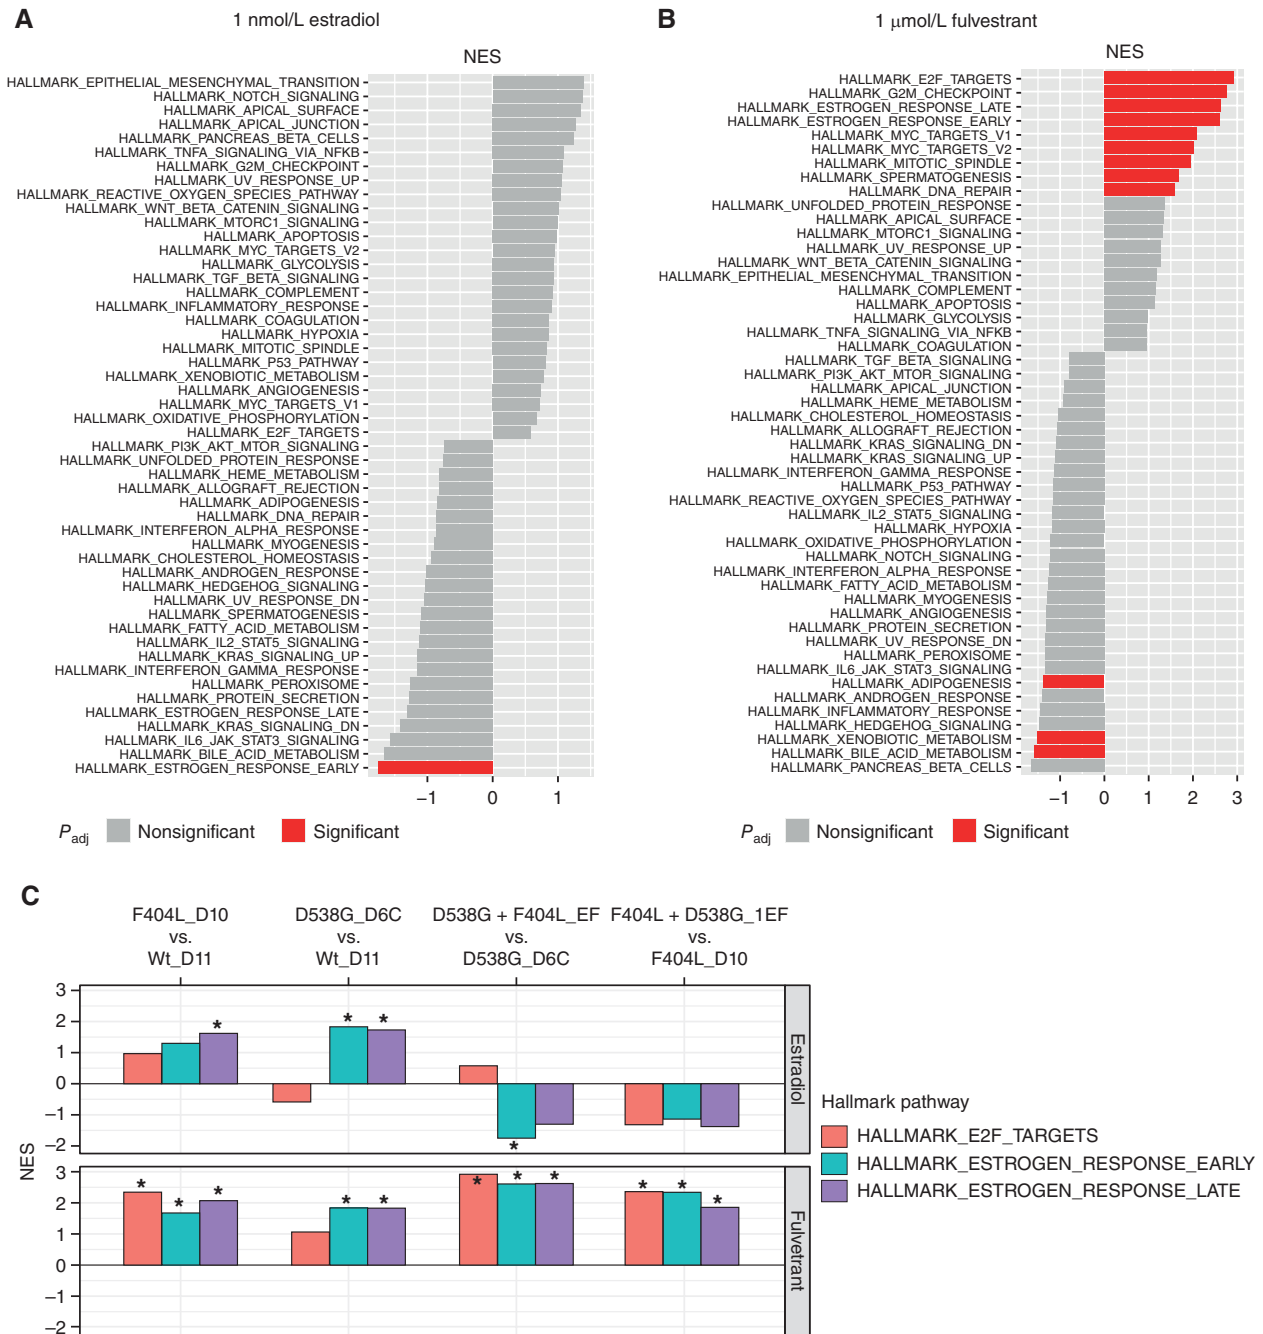 A
1 nmol/L estradiol
NES
HALLMARK_EPITHELIAL_MESENCHYMAL_TRANSITION
HALLMARK_NOTCH_SIGNALING
HALLMARK_APICAL_SURFACE
HALLMARK_APICAL_JUNCTION
HALLMARK_PANCREAS_BETA_CELLS
HALLMARK_TNFA_SIGNALING_VIA_NFKB
HALLMARK_G2M_CHECKPOINT
HALLMARK_UV_RESPONSE_UP
HALLMARK_REACTIVE_OXYGEN_SPECIES_PATHWAY
HALLMARK_WNT_BETA_CATENIN_SIGNALING
HALLMARK_MTORC1_SIGNALING
HALLMARK_APOPTOSIS
HALLMARK_MYC_TARGETS_V2
HALLMARK_GLYCOLYSIS
HALLMARK_TGF_BETA_SIGNALING
HALLMARK_COMPLEMENT
HALLMARK_INFLAMMATORY_RESPONSE
HALLMARK_COAGULATION
HALLMARK_HYPOXIA
HALLMARK_MITOTIC_SPINDLE
HALLMARK_P53_PATHWAY
HALLMARK_XENOBIOTIC_METABOLISM
HALLMARK_ANGIOGENESIS
HALLMARK_MYC_TARGETS_V1
HALLMARK_OXIDATIVE_PHOSPHORYLATION
HALLMARK_E2F_TARGETS
HALLMARK_PI3K_AKT_MTOR_SIGNALING
HALLMARK_UNFOLDED_PROTEIN_RESPONSE
HALLMARK_HEME_METABOLISM
HALLMARK_ALLOGRAFT_REJECTION
HALLMARK_ADIPOGENESIS
HALLMARK_DNA_REPAIR
HALLMARK_INTERFERON_ALPHA_RESPONSE
HALLMARK_MYOGENESIS
HALLMARK_CHOLESTEROL_HOMEOSTASIS
HALLMARK_ANDROGEN_RESPONSE
HALLMARK_HEDGEHOG_SIGNALING
HALLMARK_UV_RESPONSE_DN
HALLMARK_SPERMATOGENESIS
HALLMARK_FATTY_ACID_METABOLISM
HALLMARK_IL2_STAT5_SIGNALING
HALLMARK_KRAS_SIGNALING_UP
HALLMARK_INTERFERON_GAMMA_RESPONSE
HALLMARK_PEROXISOME
HALLMARK_PROTEIN_SECRETION
HALLMARK_ESTROGEN_RESPONSE_LATE
HALLMARK_KRAS_SIGNALING_DN
HALLMARK_IL6_JAK_STAT3_SIGNALING
HALLMARK_BILE_ACID_METABOLISM
HALLMARK_ESTROGEN_RESPONSE_EARLY
−1 0 1
Padj Nonsignificant Significant
B
1 μmol/L fulvestrant
NES
HALLMARK_E2F_TARGETS
HALLMARK_G2M_CHECKPOINT
HALLMARK_ESTROGEN_RESPONSE_LATE
HALLMARK_ESTROGEN_RESPONSE_EARLY
HALLMARK_MYC_TARGETS_V1
HALLMARK_MYC_TARGETS_V2
HALLMARK_MITOTIC_SPINDLE
HALLMARK_SPERMATOGENESIS
HALLMARK_DNA_REPAIR
HALLMARK_UNFOLDED_PROTEIN_RESPONSE
HALLMARK_APICAL_SURFACE
HALLMARK_MTORC1_SIGNALING
HALLMARK_UV_RESPONSE_UP
HALLMARK_WNT_BETA_CATENIN_SIGNALING
HALLMARK_EPITHELIAL_MESENCHYMAL_TRANSITION
HALLMARK_COMPLEMENT
HALLMARK_APOPTOSIS
HALLMARK_GLYCOLYSIS
HALLMARK_TNFA_SIGNALING_VIA_NFKB
HALLMARK_COAGULATION
HALLMARK_TGF_BETA_SIGNALING
HALLMARK_PI3K_AKT_MTOR_SIGNALING
HALLMARK_APICAL_JUNCTION
HALLMARK_HEME_METABOLISM
HALLMARK_CHOLESTEROL_HOMEOSTASIS
HALLMARK_ALLOGRAFT_REJECTION
HALLMARK_KRAS_SIGNALING_DN
HALLMARK_KRAS_SIGNALING_UP
HALLMARK_INTERFERON_GAMMA_RESPONSE
HALLMARK_P53_PATHWAY
HALLMARK_REACTIVE_OXYGEN_SPECIES_PATHWAY
HALLMARK_IL2_STAT5_SIGNALING
HALLMARK_HYPOXIA
HALLMARK_OXIDATIVE_PHOSPHORYLATION
HALLMARK_NOTCH_SIGNALING
HALLMARK_INTERFERON_ALPHA_RESPONSE
HALLMARK_FATTY_ACID_METABOLISM
HALLMARK_MYOGENESIS
HALLMARK_ANGIOGENESIS
HALLMARK_PROTEIN_SECRETION
HALLMARK_UV_RESPONSE_DN
HALLMARK_PEROXISOME
HALLMARK_IL6_JAK_STAT3_SIGNALING
HALLMARK_ADIPOGENESIS
HALLMARK_ANDROGEN_RESPONSE
HALLMARK_INFLAMMATORY_RESPONSE
HALLMARK_HEDGEHOG_SIGNALING
HALLMARK_XENOBIOTIC_METABOLISM
HALLMARK_BILE_ACID_METABOLISM
HALLMARK_PANCREAS_BETA_CELLS
−1 0 1 2 3
Padj Nonsignificant Significant
C
F404L_D10 D538G_D6C D538G + F404L_EF F404L + D538G_1EF
vs. vs. vs. vs.
Wt_D11 Wt_D11 D538G_D6C F404L_D10
3
2
1
0
−1
−2
* * * *
Estradiol
NES
3
2
1
0
−1
−2
* * * * * * * * * * *
Fulvetrant
Hallmark pathway
HALLMARK_E2F_TARGETS
HALLMARK_ESTROGEN_RESPONSE_EARLY
HALLMARK_ESTROGEN_RESPONSE_LATE